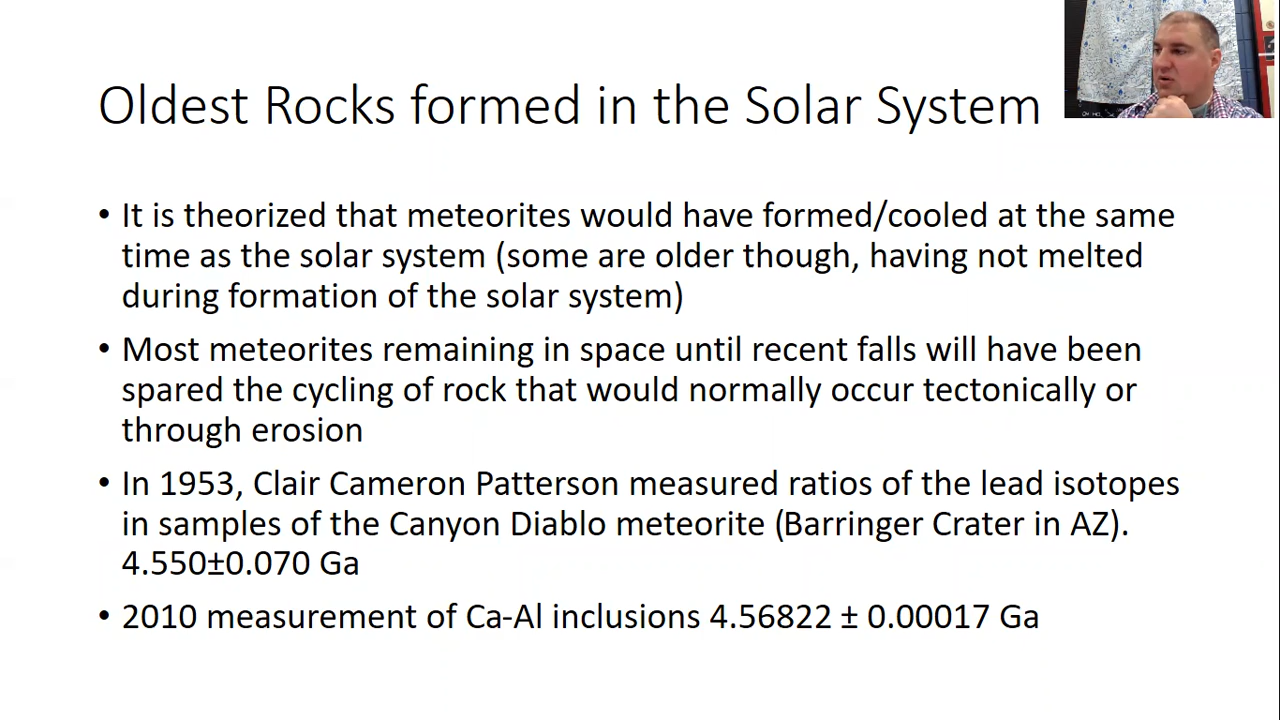 Oldest Rocks formed in the Solar System
• It is theorized that meteorites would have formed/cooled at the same
time as the solar system (some are older though, having not melted
during formation of the solar system)
• Most meteorites remaining in space until recent falls will have been
spared the cycling of rock that would normally occur tectonically or
through erosion
• In 1953, Clair Cameron Patterson measured ratios of the lead isotopes
in samples of the Canyon Diablo meteorite (Barringer Crater in AZ).
4.550±0.070 Ga
• 2010 measurement of Ca-Al inclusions 4.56822 ± 0.00017 Ga